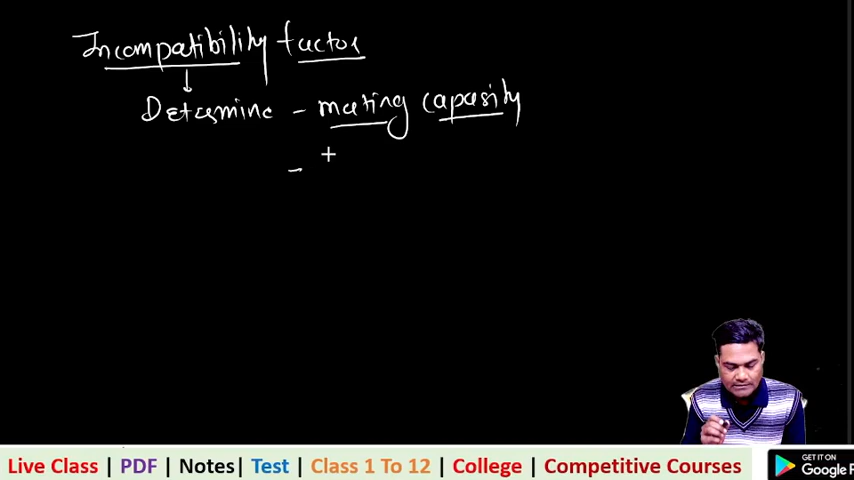 Incompatibility factor
↓
Determine - mating capasity
+
-
Live Class | PDF | Notes| Test | Class 1 To 12 | College | Competitive Courses
GET IT ON
Google P